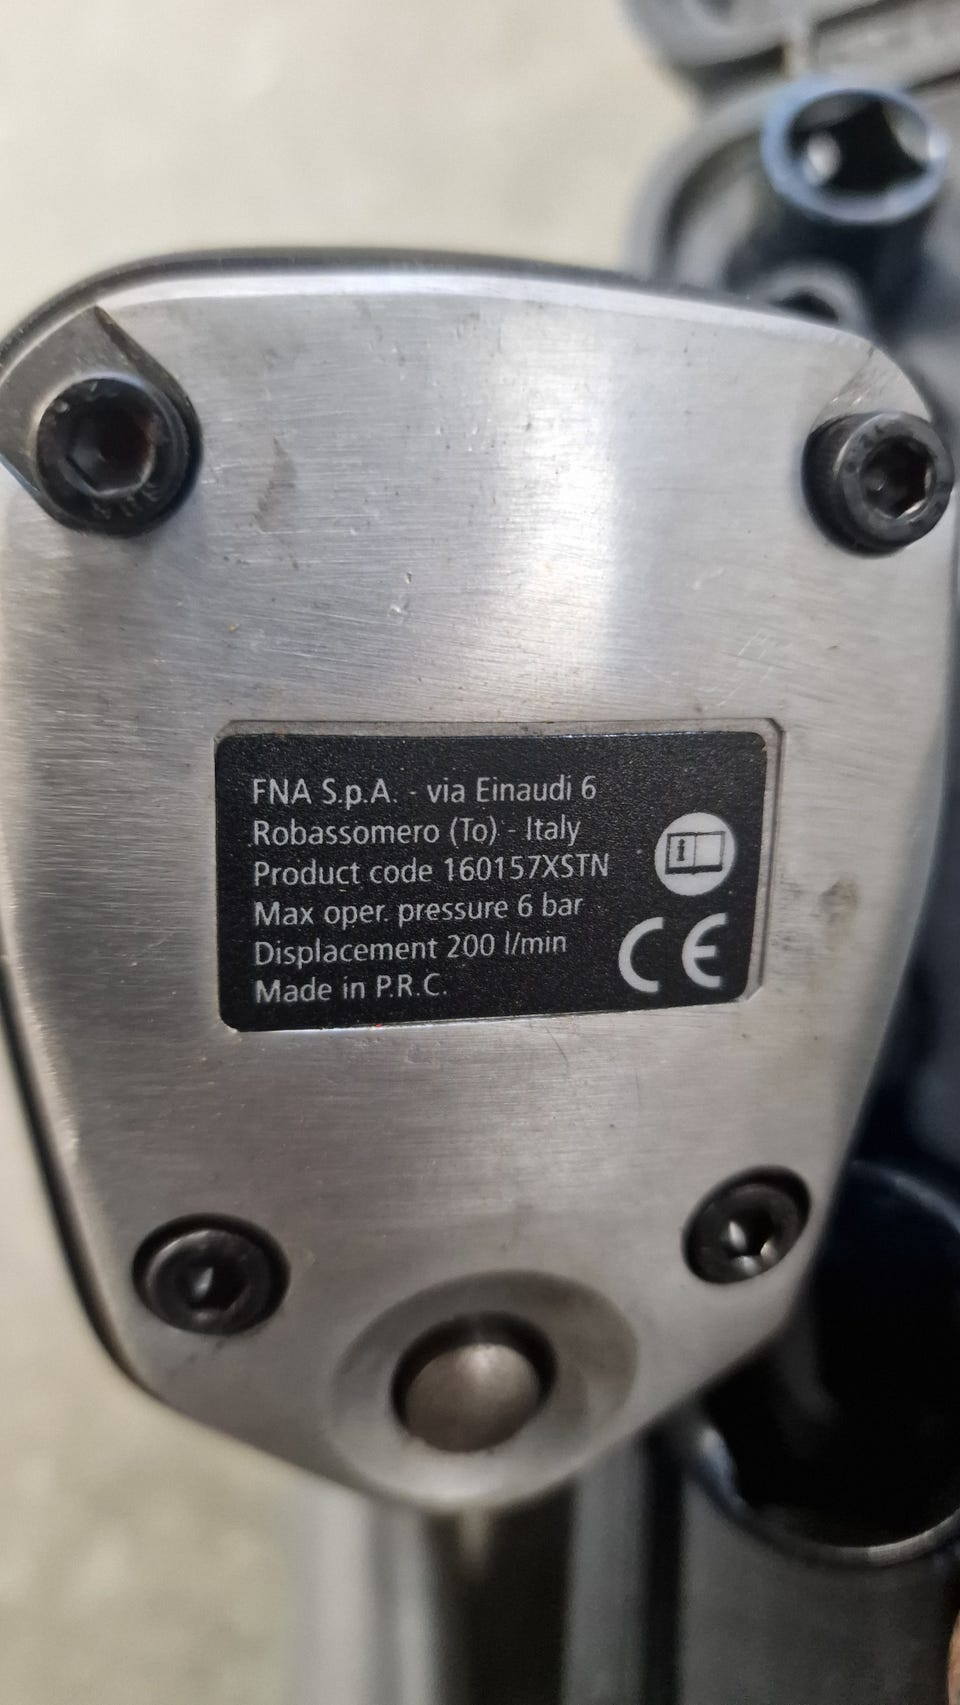 FNA S.p.A. - via Einaudi 6
Robassomero (To) - Italy
Product code 160157XSTN
Max oper. pressure 6 bar
Displacement 200 l/min
Made in P.R.C.
CE